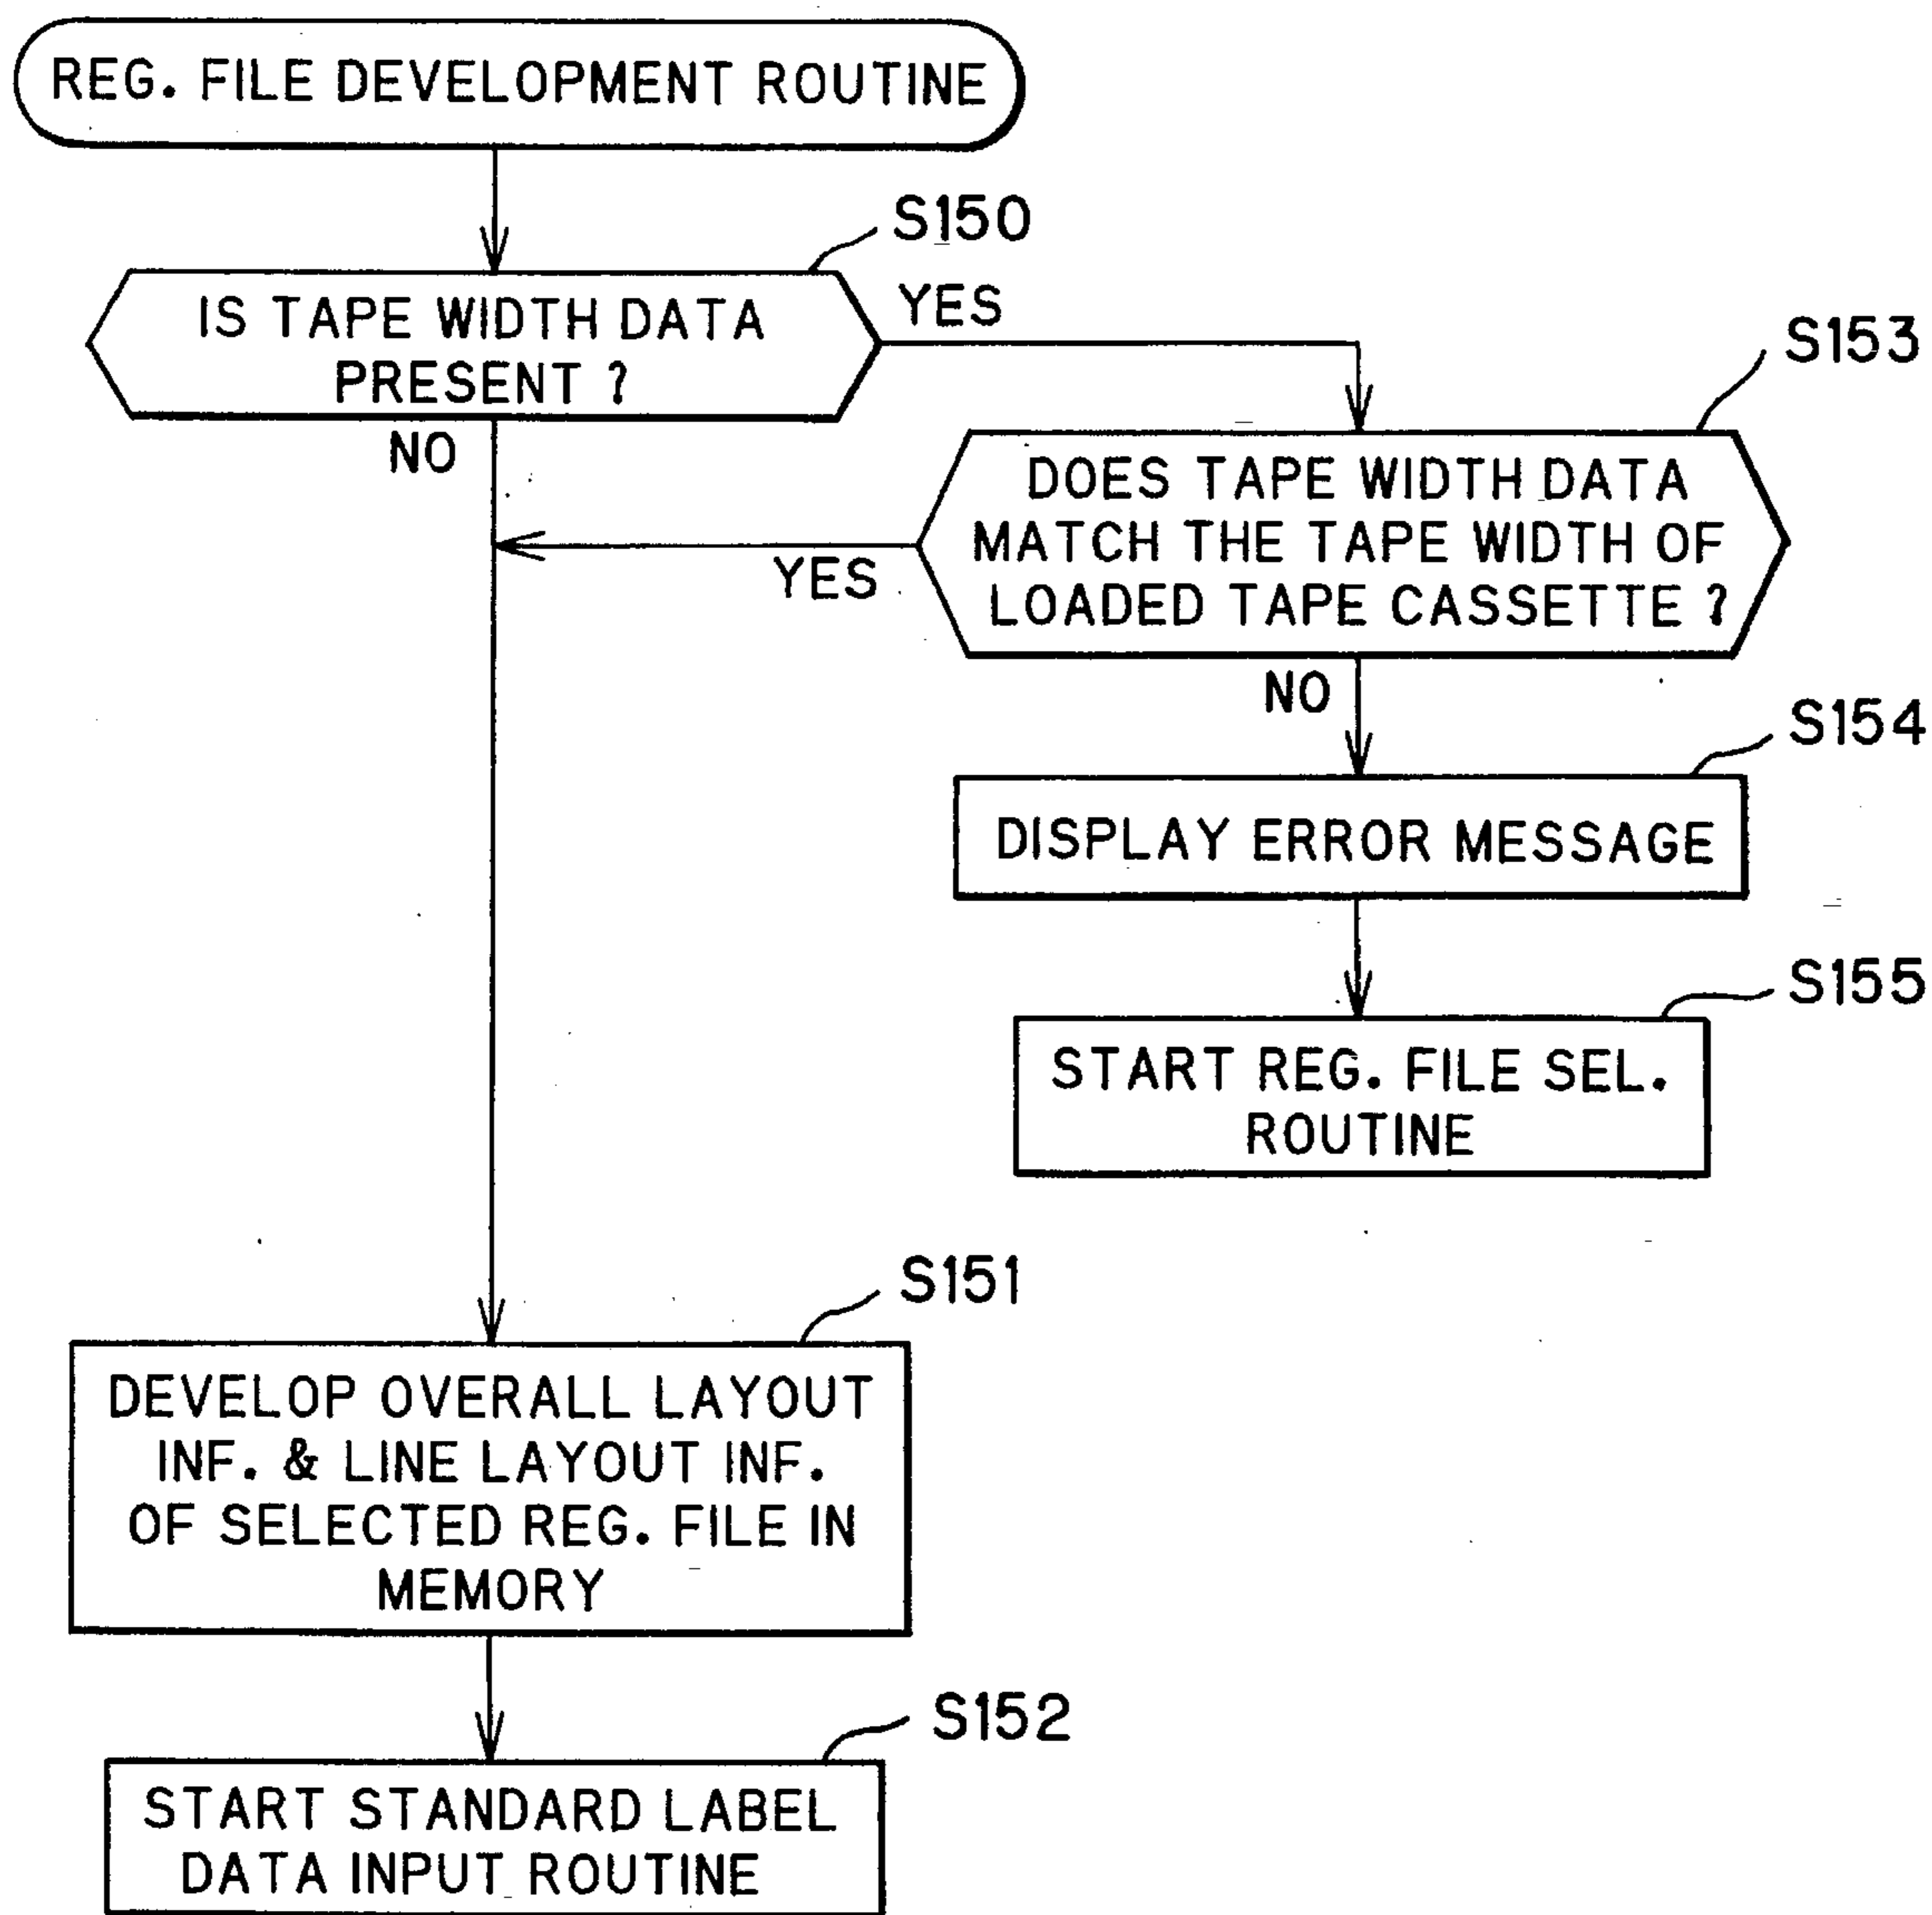 REG. FILE DEVELOPMENT ROUTINE
S150
IS TAPE WIDTH DATA
PRESENT ?
YES
NO
S153
DOES TAPE WIDTH DATA
MATCH THE TAPE WIDTH OF
LOADED TAPE CASSETTE ?
YES
NO
S154
DISPLAY ERROR MESSAGE
S155
START REG. FILE SEL.
ROUTINE
S151
DEVELOP OVERALL LAYOUT
INF. & LINE LAYOUT INF.
OF SELECTED REG. FILE IN
MEMORY
S152
START STANDARD LABEL
DATA INPUT ROUTINE